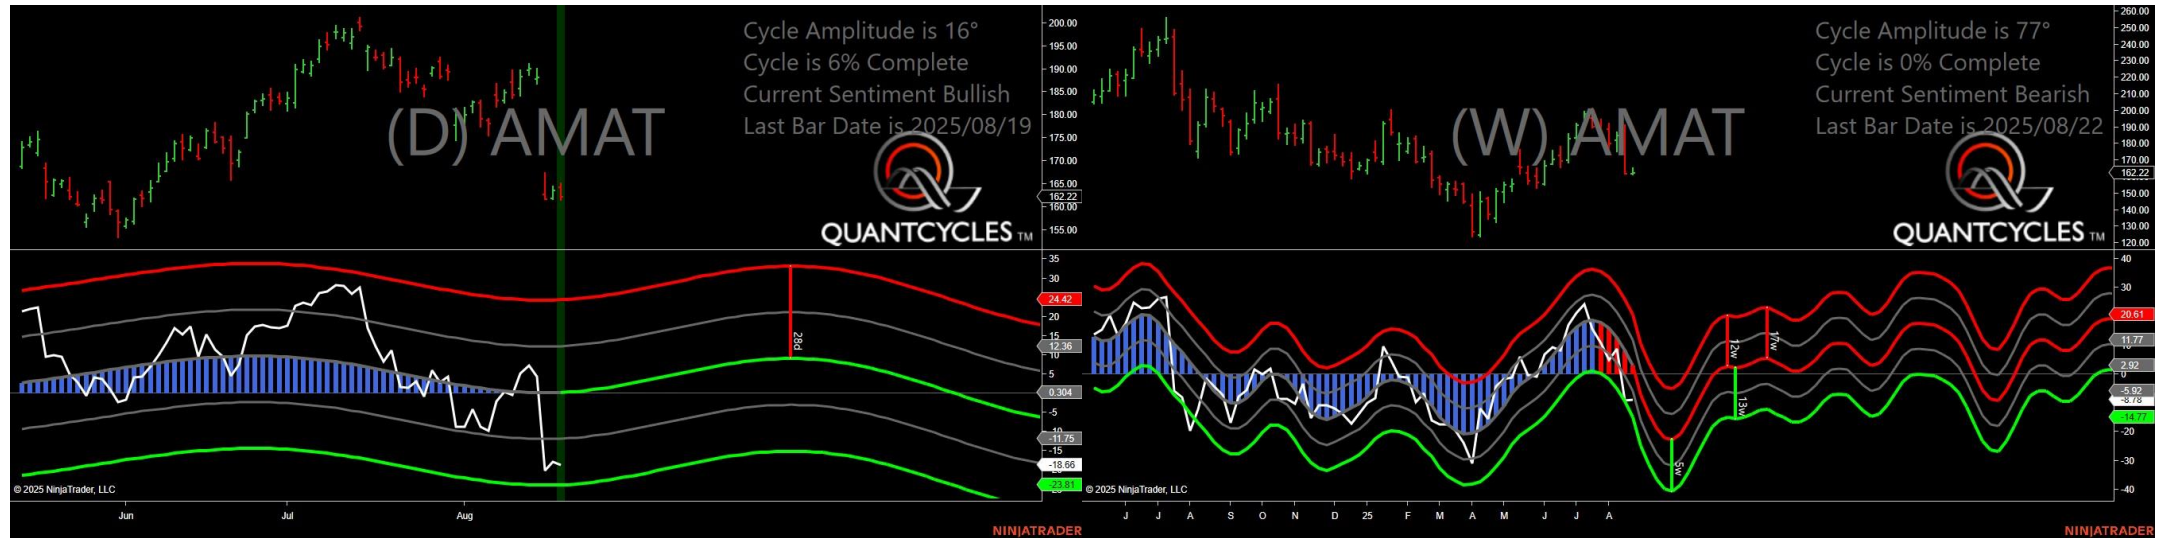 Cycle Amplitude is 16°
Cycle is 6% Complete
Current Sentiment Bullish
Last Bar Date is 2025/08/19
(D) AMAT
QUANTCYCLES TM
200.00
195.00
190.00
185.00
180.00
175.00
170.00
165.00
162.22
160.00
155.00
35
30
24.42
20
12.36
10
5
0.304
-5
-11.75
-15
-18.66
-23.81
28d
© 2025 NinjaTrader, LLC
Jun
Jul
Aug
NINJATRADER
Cycle Amplitude is 77°
Cycle is 0% Complete
Current Sentiment Bearish
Last Bar Date is 2025/08/22
(W) AMAT
QUANTCYCLES TM
260.00
250.00
240.00
230.00
220.00
210.00
200.00
190.00
180.00
170.00
162.22
150.00
140.00
130.00
120.00
40
30
20.61
11.77
2.92
0
-5.92
-8.78
-14.77
-20
-30
-40
12w
17w
13w
5w
© 2025 NinjaTrader, LLC
J J A S O N D 25 F M A M J J A
NINJATRADER